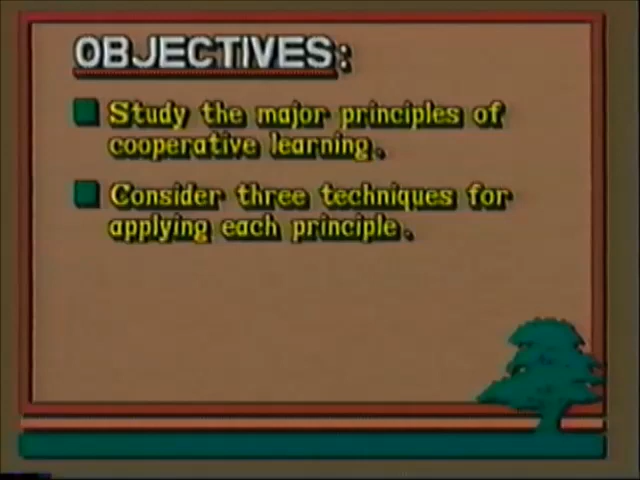 OBJECTIVES:
Study the major principles of
cooperative learning.
Consider three techniques for
applying each principle.